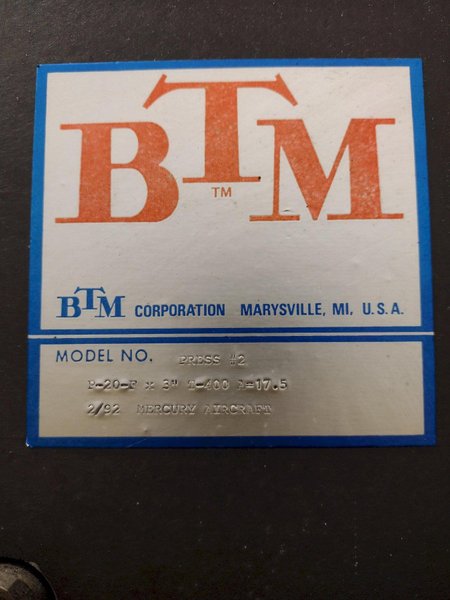 BTM
TM
BTM CORPORATION MARYSVILLE, MI, U.S.A.
MODEL NO. PRESS #2
P-20-F x 3" T-400 A=17.5
2/92 MERCURY AIRCRAFT